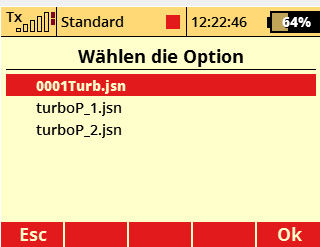 Tx Standard 12:22:46 64%
Wählen die Option
0001Turb.jsn
turboP_1.jsn
turboP_2.jsn
Esc Ok